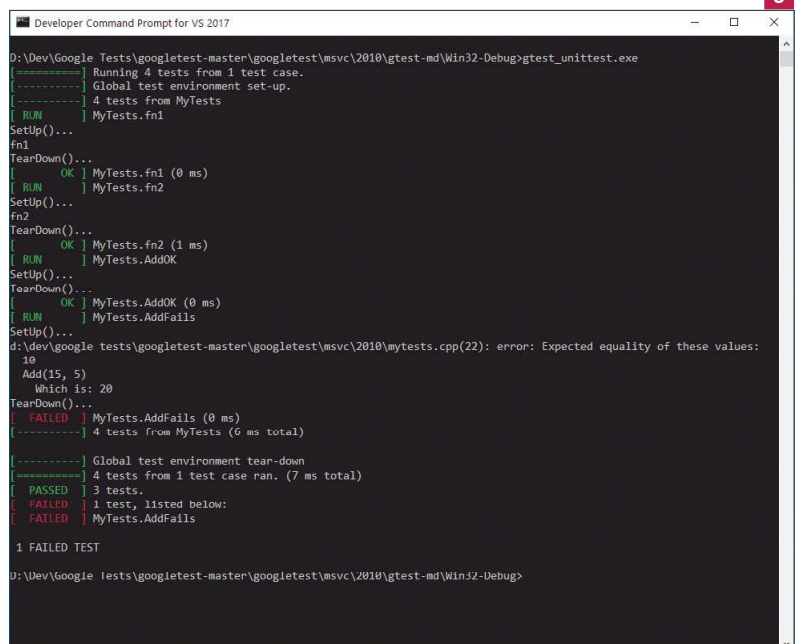 Developer Command Prompt for VS 2017
D:\Dev\Google Tests\googletest-master\googletest\msvc\2010\gtest-md\Win32-Debug>gtest_unittest.exe
[==========] Running 4 tests from 1 test case.
[----------] Global test environment set-up.
[----------] 4 tests from MyTests
[ RUN      ] MyTests.fn1
SetUp()...
fn1
TearDown()...
[       OK ] MyTests.fn1 (0 ms)
[ RUN      ] MyTests.fn2
SetUp()...
fn2
TearDown()...
[       OK ] MyTests.fn2 (1 ms)
[ RUN      ] MyTests.AddOK
SetUp()...
TearDown()...
[       OK ] MyTests.AddOK (0 ms)
[ RUN      ] MyTests.AddFails
SetUp()...
d:\dev\google tests\googletest-master\googletest\msvc\2010\mytests.cpp(22): error: Expected equality of these values:
  10
  Add(15, 5)
    Which is: 20
TearDown()...
[  FAILED  ] MyTests.AddFails (0 ms)
[----------] 4 tests from MyTests (6 ms total)
[----------] Global test environment tear-down
[==========] 4 tests from 1 test case ran. (7 ms total)
[  PASSED  ] 3 tests.
[  FAILED  ] 1 test, listed below:
[  FAILED  ] MyTests.AddFails
 1 FAILED TEST
D:\Dev\Google Tests\googletest-master\googletest\msvc\2010\gtest-md\Win32-Debug>